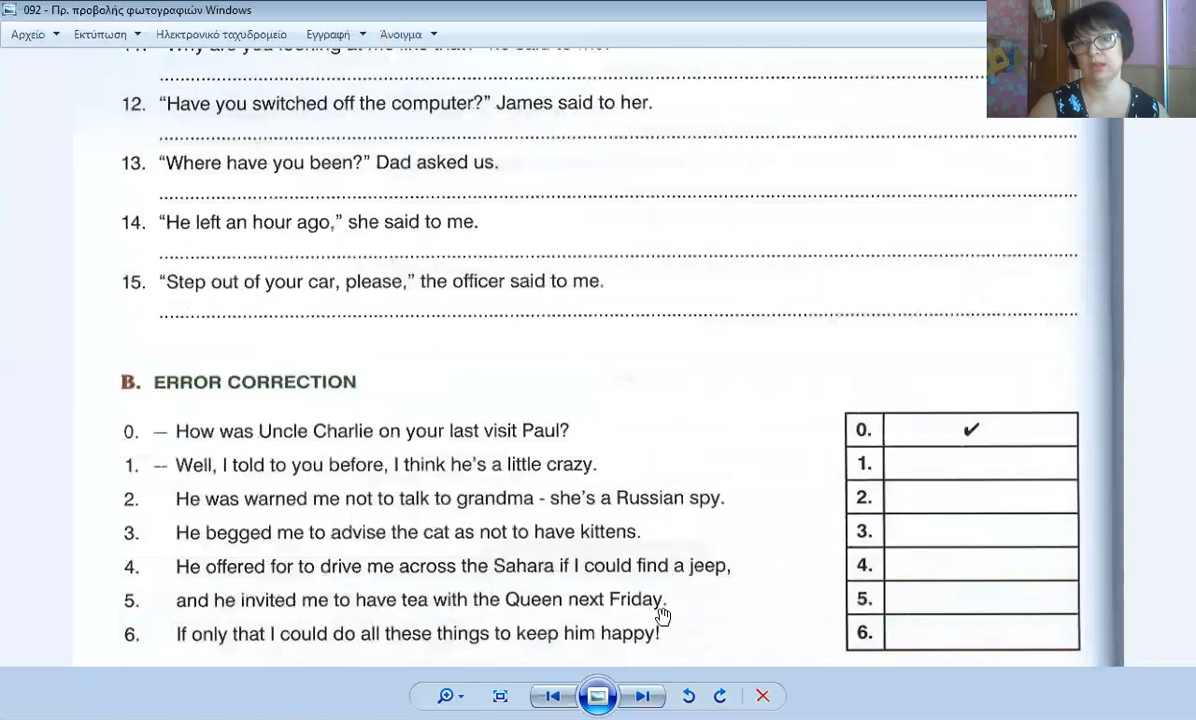 092 - Πρ. προβολής φωτογραφιών Windows
Αρχείο Εκτύπωση Ηλεκτρονικό ταχυδρομείο Εγγραφή Άνοιγμα
12. “Have you switched off the computer?” James said to her.
13. “Where have you been?” Dad asked us.
14. “He left an hour ago,” she said to me.
15. “Step out of your car, please,” the officer said to me.
B. ERROR CORRECTION
0. – How was Uncle Charlie on your last visit Paul?
1. -- Well, I told to you before, I think he's a little crazy.
2. He was warned me not to talk to grandma - she's a Russian spy.
3. He begged me to advise the cat as not to have kittens.
4. He offered for to drive me across the Sahara if I could find a jeep,
5. and he invited me to have tea with the Queen next Friday.
6. If only that I could do all these things to keep him happy!
0. ✔
1.
2.
3.
4.
5.
6.